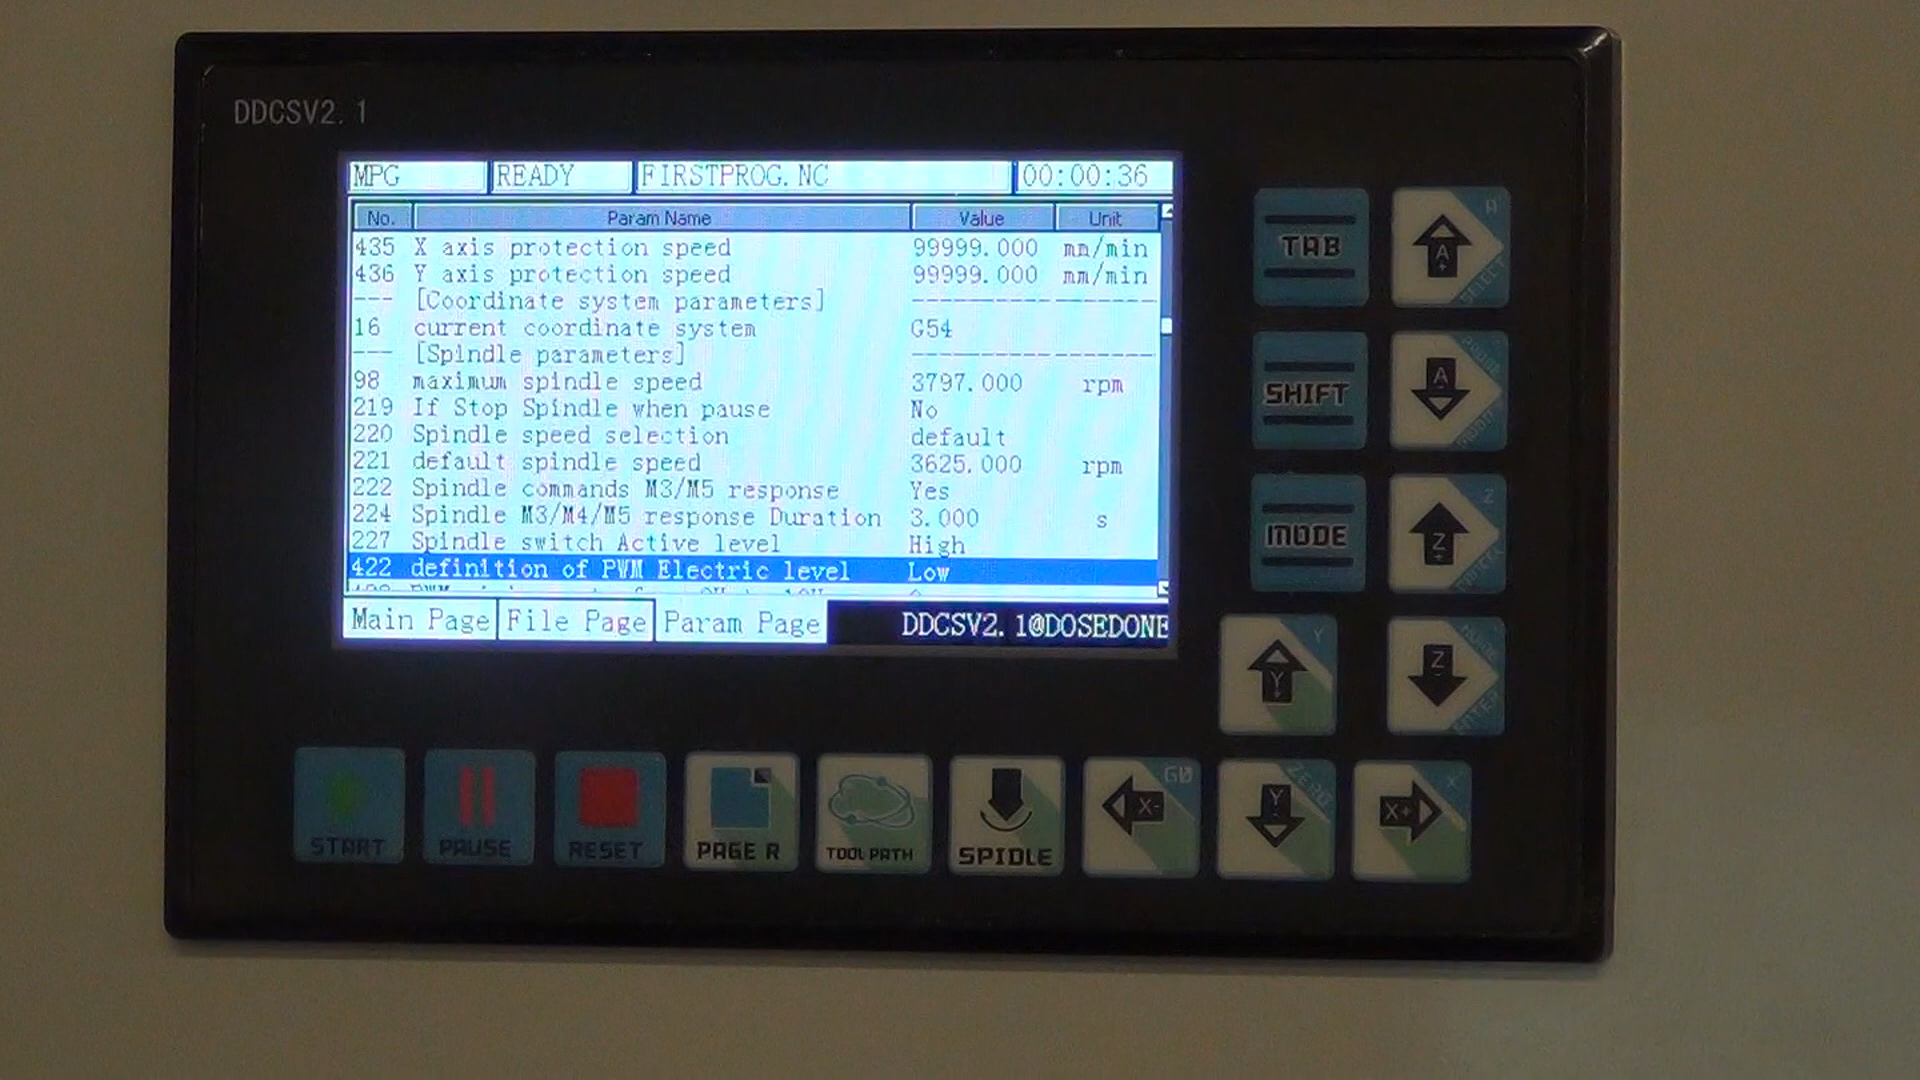 DDCSV2.1
MPG READY FIRSTPROG.NC 00:00:36
No. Param Name Value Unit
435 X axis protection speed 99999.000 mm/min
436 Y axis protection speed 99999.000 mm/min
--- [Coordinate system parameters] ---------------
16 current coordinate system G54
--- [Spindle parameters] ---------------
98 maximum spindle speed 3797.000 rpm
219 If Stop Spindle when pause No
220 Spindle speed selection default
221 default spindle speed 3625.000 rpm
222 Spindle commands M3/M5 response Yes
224 Spindle M3/M4/M5 response Duration 3.000 s
227 Spindle switch Active level High
422 definition of PWM Electric level Low
Main Page File Page Param Page DDCSV2.1@DOSEDONE
TAB A+ A SELECT
SHIFT A-
MODE Z+ Z
Y+ Y Z- ENTER
START PAUSE RESET PAGE R TOOL PATH SPIDLE X- G0 Y- ZERO X+ X